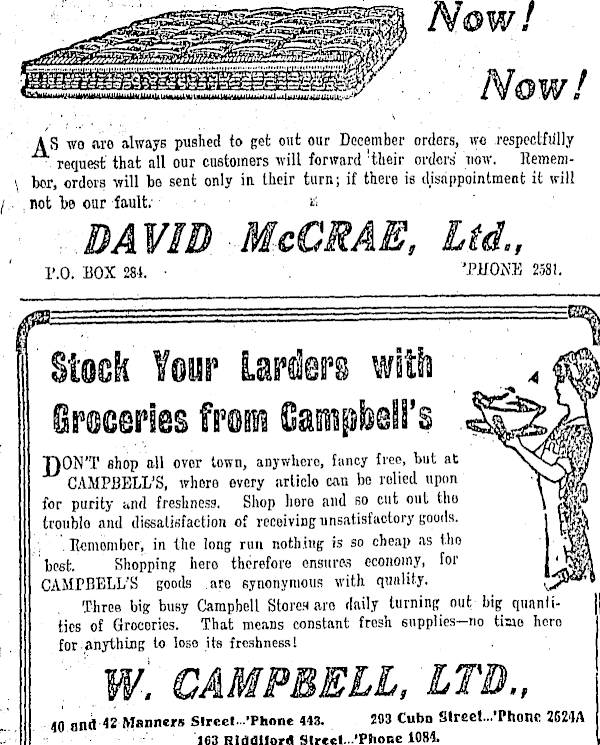 Now!
Now!
AS we are always pushed to get out our December orders, we respectfully
request that all our customers will forward their orders now. Remem-
ber, orders will be sent only in their turn; if there is disappointment it will
not be our fault.
DAVID McCRAE, Ltd.,
P.O. BOX 284. 'PHONE 2581.
Stock Your Larders with
Groceries from Campbell's
DON'T shop all over town, anywhere, fancy free, but at
CAMPBELL'S, where every article can be relied upon
for purity and freshness. Shop here and so cut out the
trouble and dissatisfaction of receiving unsatisfactory goods.
Remember, in the long run nothing is so cheap as the
best. Shopping here therefore ensures economy, for
CAMPBELL'S goods are synonymous with quality.
Three big busy Campbell Stores are daily turning out big quanti-
ties of Groceries. That means constant fresh supplies—no time here
for anything to lose its freshness!
W. CAMPBELL, LTD.,
40 and 42 Manners Street...'Phone 443. 293 Cuba Street...'Phone 2624A
163 Riddiford Street...'Phone 1084.